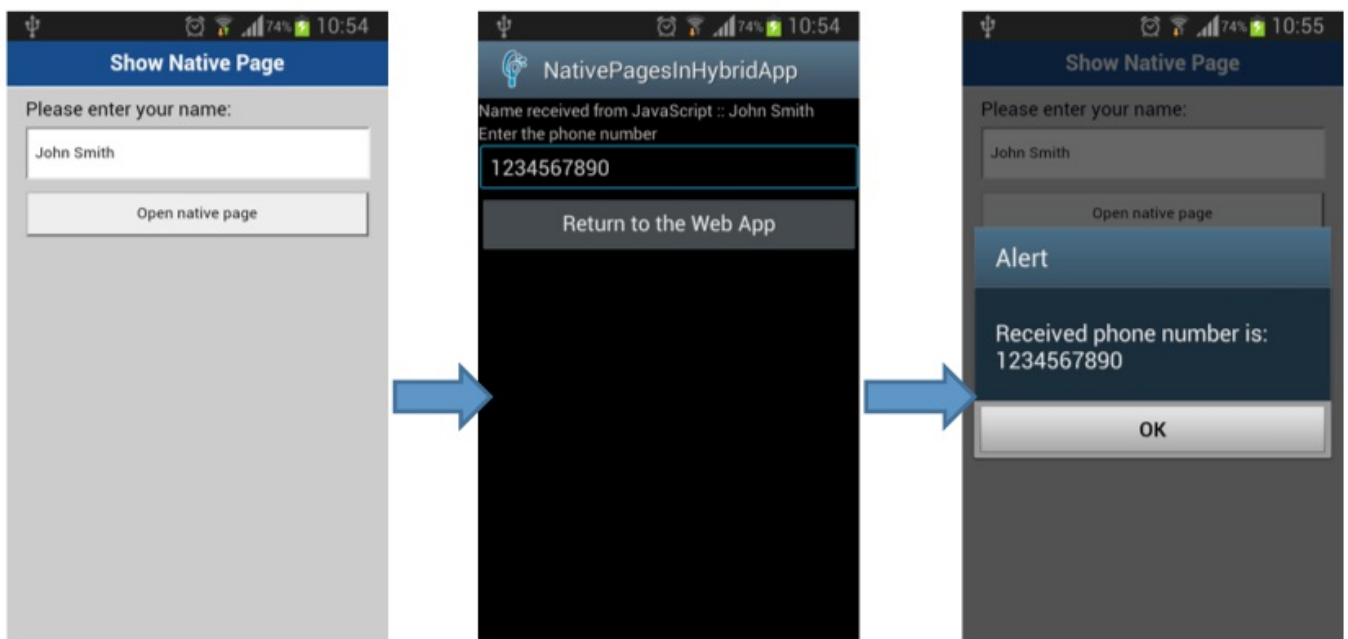 74% 10:54
Show Native Page
Please enter your name:
John Smith
Open native page
74% 10:54
NativePagesInHybridApp
Name received from JavaScript :: John Smith
Enter the phone number
1234567890
Return to the Web App
74% 10:55
Show Native Page
Please enter your name:
John Smith
Open native page
Alert
Received phone number is:
1234567890
OK